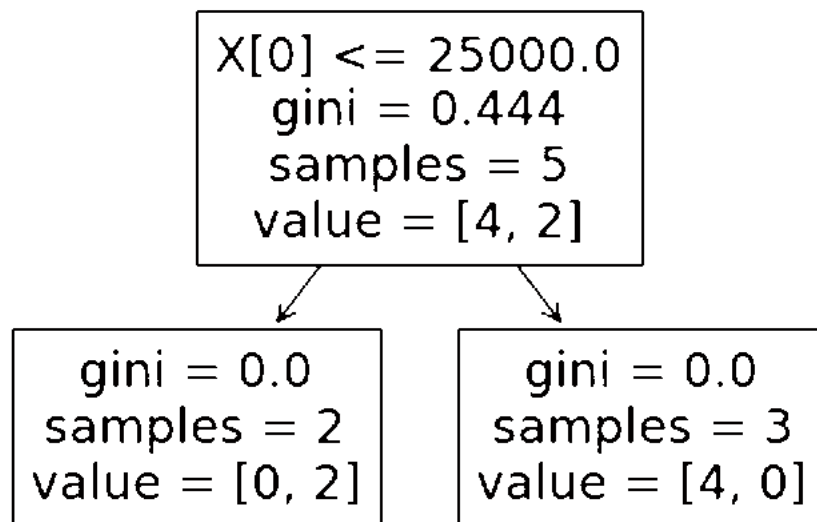 X[0] <= 25000.0
gini = 0.444
samples = 5
value = [4, 2]
gini = 0.0
samples = 2
value = [0, 2]
gini = 0.0
samples = 3
value = [4, 0]